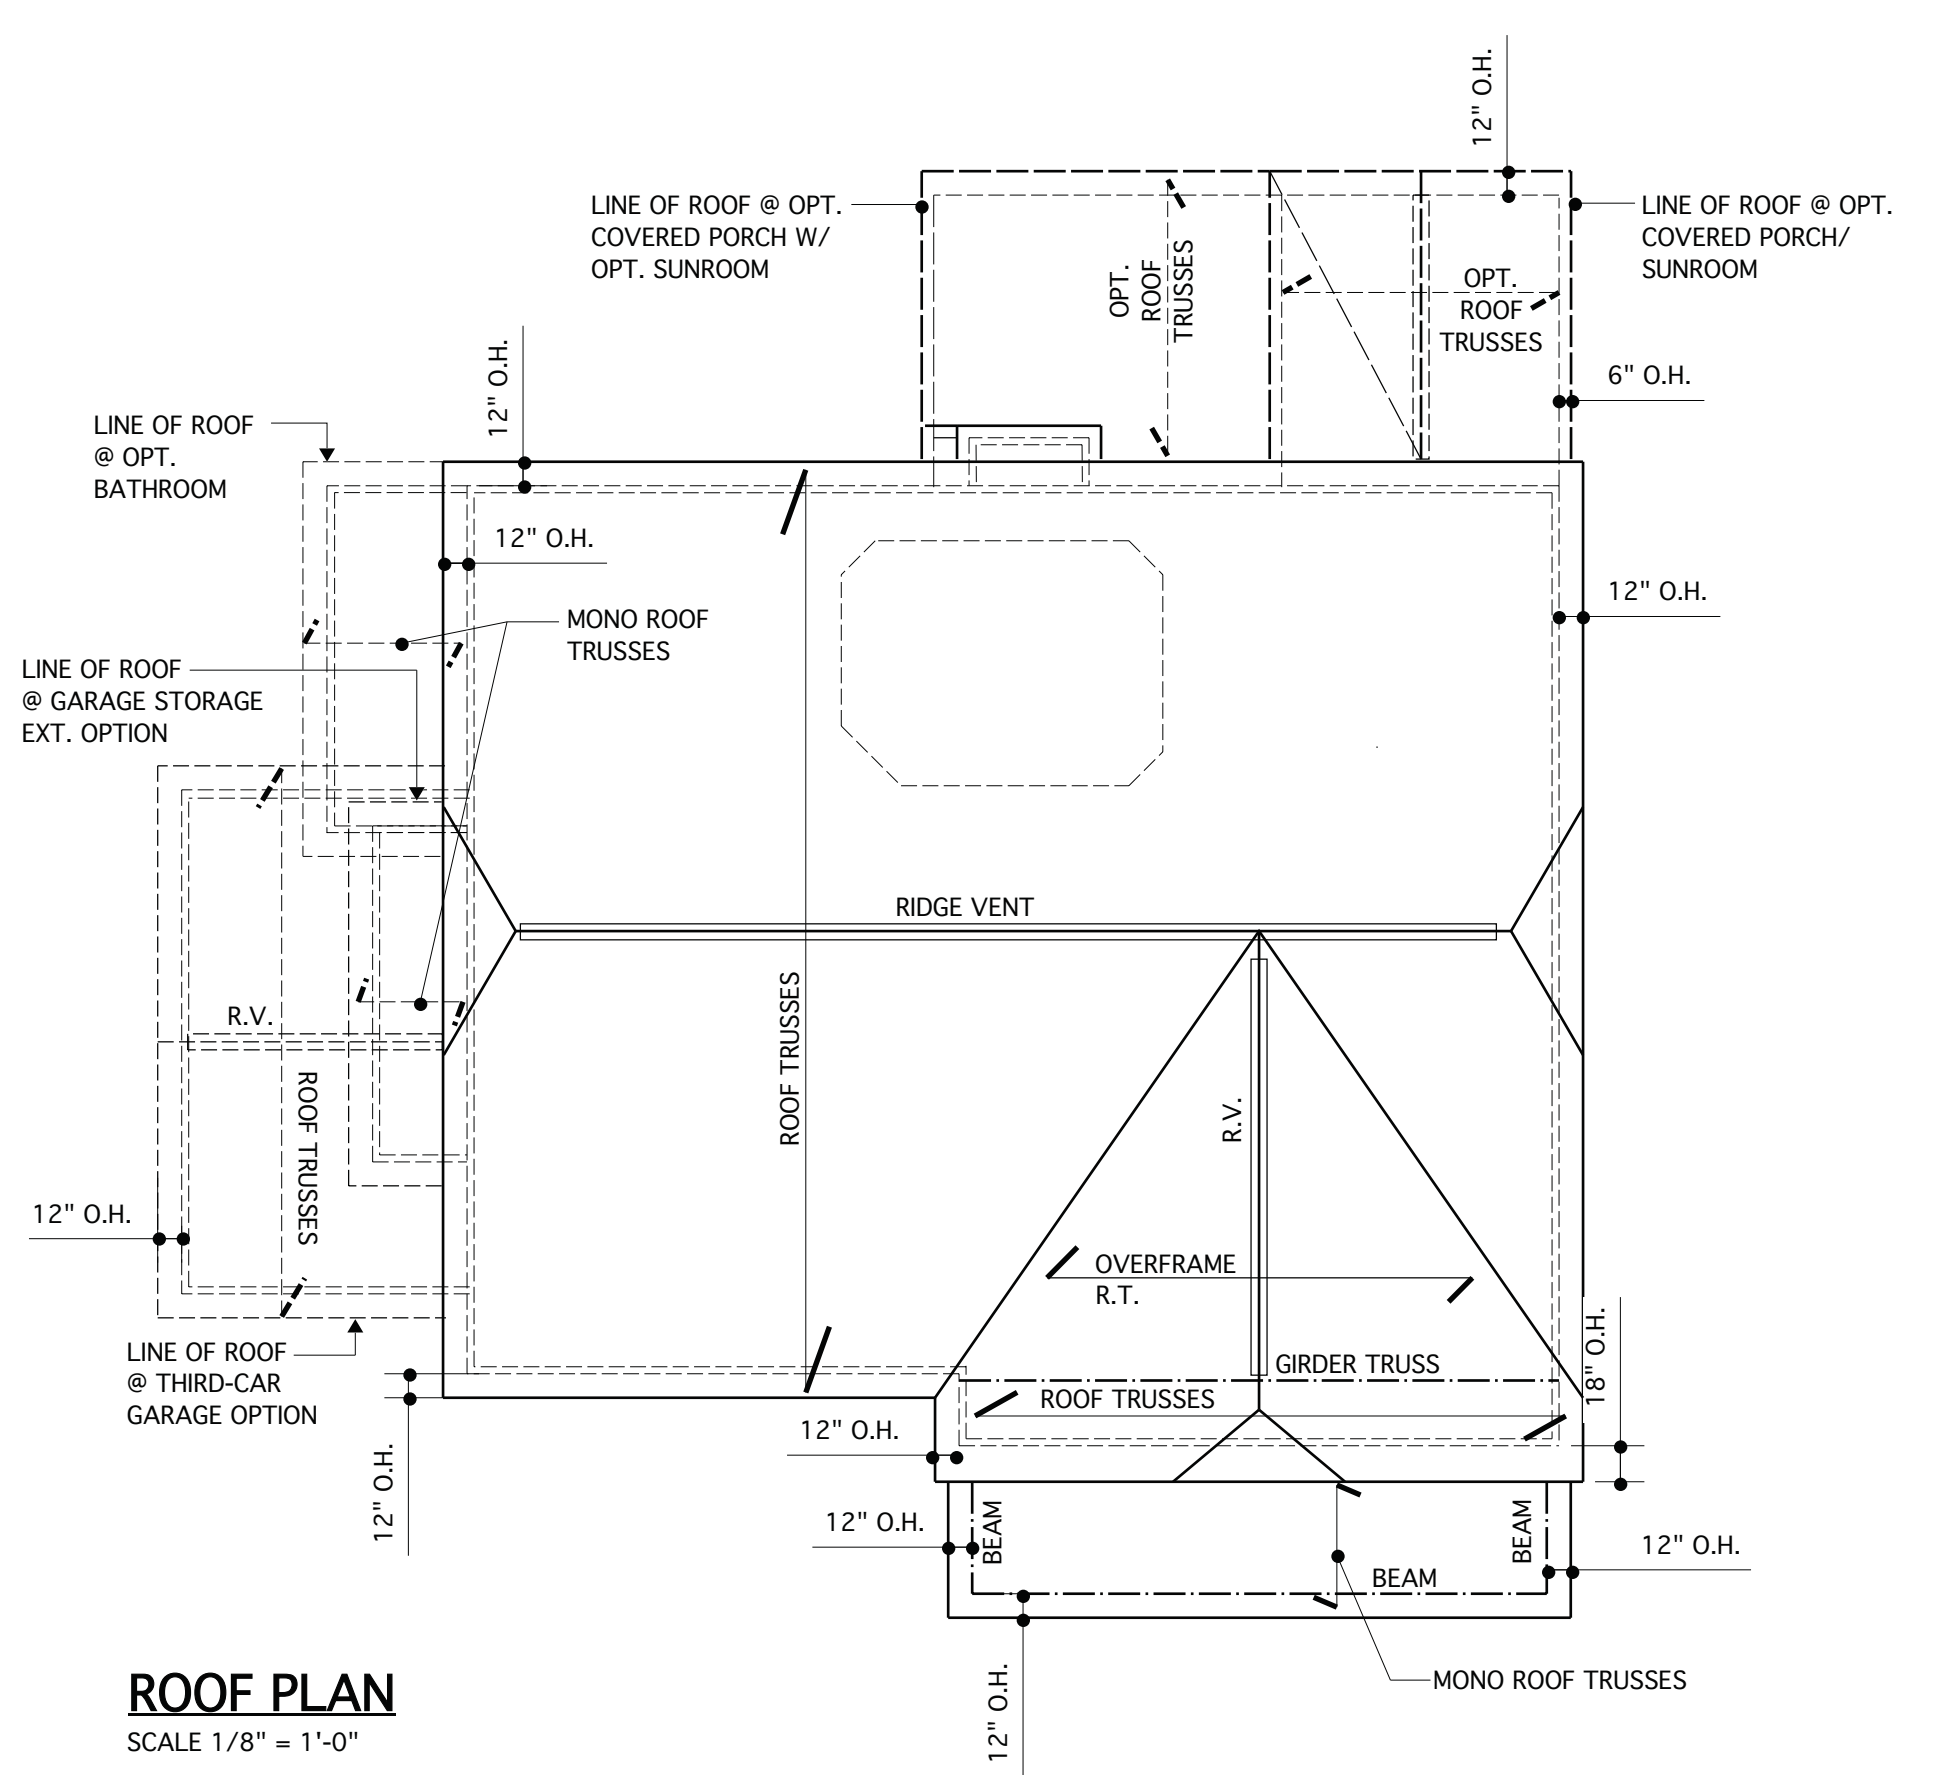 12" O.H.
LINE OF ROOF @ OPT.
COVERED PORCH W/
OPT. SUNROOM
LINE OF ROOF @ OPT.
COVERED PORCH/
SUNROOM
OPT.
ROOF
TRUSSES
OPT.
ROOF
TRUSSES
6" O.H.
12" O.H.
LINE OF ROOF
@ OPT.
BATHROOM
12" O.H.
12" O.H.
MONO ROOF
TRUSSES
LINE OF ROOF
@ GARAGE STORAGE
EXT. OPTION
RIDGE VENT
ROOF TRUSSES
R.V.
ROOF TRUSSES
R.V.
12" O.H.
OVERFRAME
R.T.
GIRDER TRUSS
ROOF TRUSSES
18" O.H.
LINE OF ROOF
@ THIRD-CAR
GARAGE OPTION
12" O.H.
12" O.H.
12" O.H.
BEAM
BEAM
BEAM
12" O.H.
12" O.H.
MONO ROOF TRUSSES
ROOF PLAN
SCALE 1/8" = 1'-0"